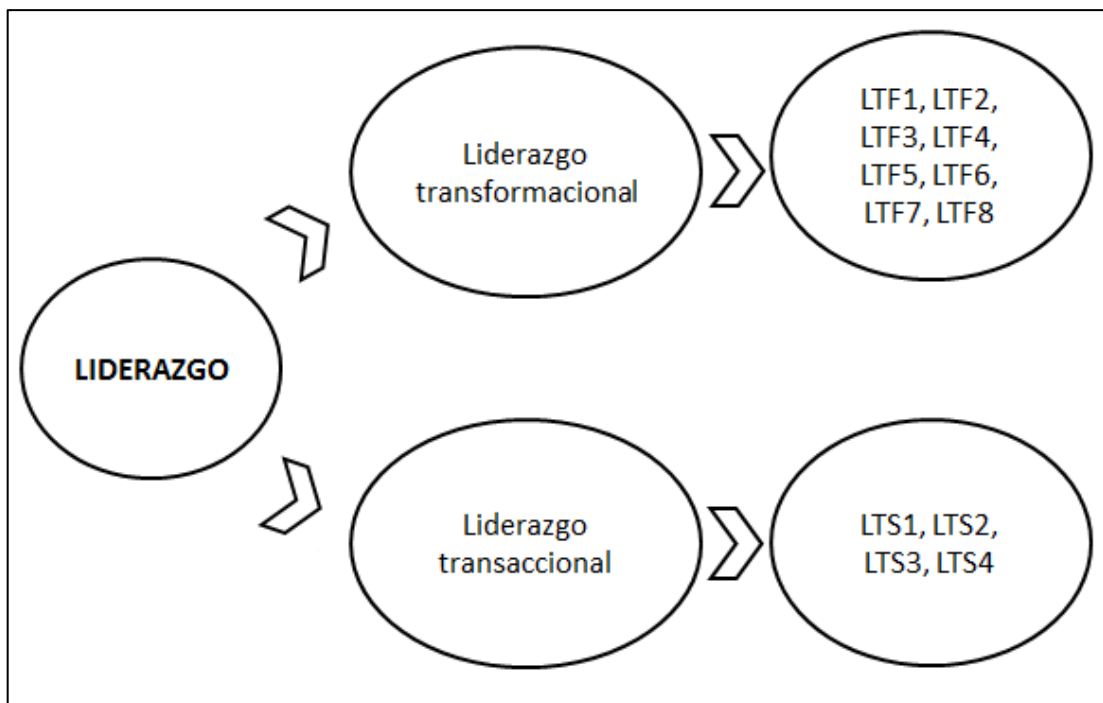 LIDERAZGO
Liderazgo
transformacional
LTF1, LTF2,
LTF3, LTF4,
LTF5, LTF6,
LTF7, LTF8
Liderazgo
transaccional
LTS1, LTS2,
LTS3, LTS4